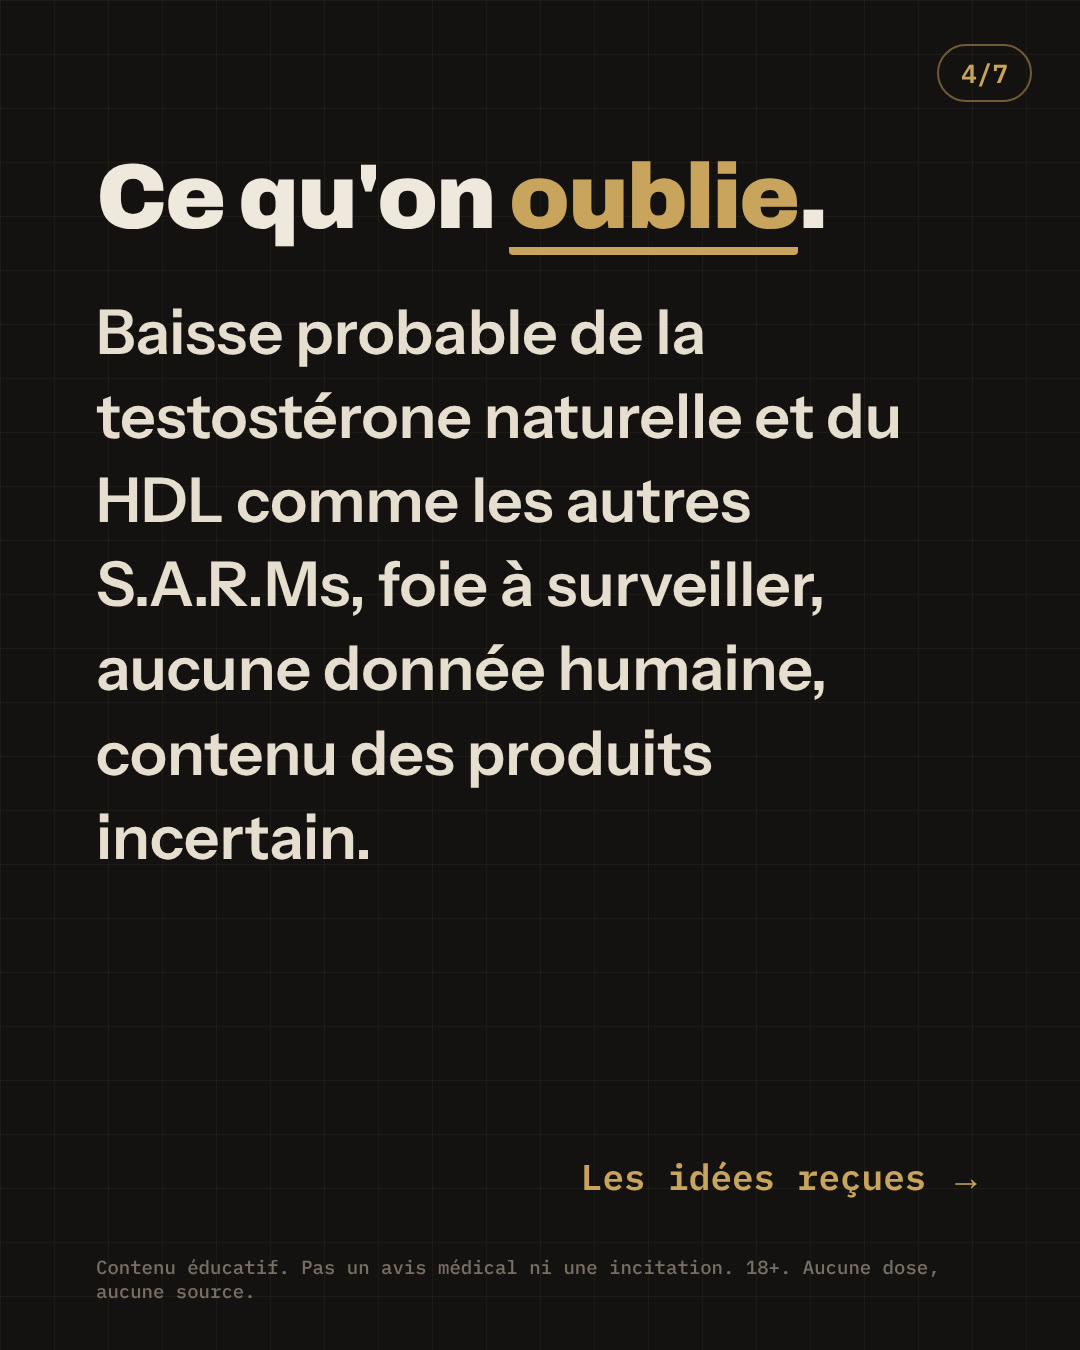 4/7
Ce qu'on oublie.
Baisse probable de la
testostérone naturelle et du
HDL comme les autres
S.A.R.Ms, foie à surveiller,
aucune donnée humaine,
contenu des produits
incertain.
Les idées reçues →
Contenu éducatif. Pas un avis médical ni une incitation. 18+. Aucune dose,
aucune source.